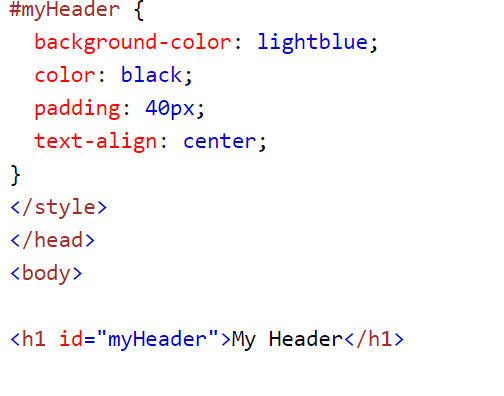 #myHeader {
  background-color: lightblue;
  color: black;
  padding: 40px;
  text-align: center;
}
</style>
</head>
<body>

<h1 id="myHeader">My Header</h1>